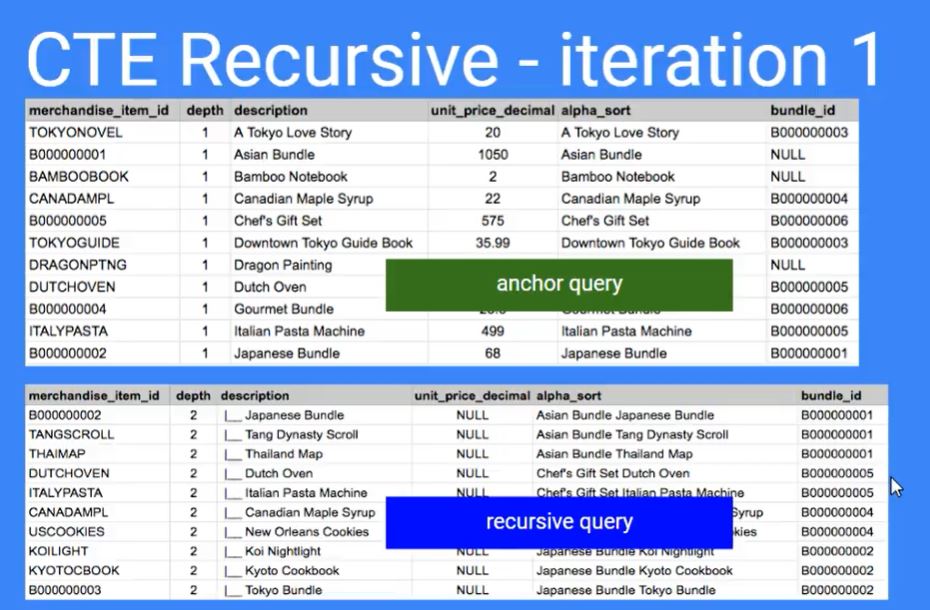 CTE Recursive - iteration 1
merchandise_item_id depth description unit_price_decimal alpha_sort bundle_id
TOKYONOVEL 1 A Tokyo Love Story 20 A Tokyo Love Story B000000003
B000000001 1 Asian Bundle 1050 Asian Bundle NULL
BAMBOOBOOK 1 Bamboo Notebook 2 Bamboo Notebook NULL
CANADAMPL 1 Canadian Maple Syrup 22 Canadian Maple Syrup B000000004
B000000005 1 Chef's Gift Set 575 Chef's Gift Set B000000006
TOKYOGUIDE 1 Downtown Tokyo Guide Book 35.99 Downtown Tokyo Guide Book B000000003
DRAGONPTNG 1 Dragon Painting NULL
anchor query
DUTCHOVEN 1 Dutch Oven B000000005
B000000004 1 Gourmet Bundle Gourmet Bundle B000000006
ITALYPASTA 1 Italian Pasta Machine 499 Italian Pasta Machine B000000005
B000000002 1 Japanese Bundle 68 Japanese Bundle B000000001
merchandise_item_id depth description unit_price_decimal alpha_sort bundle_id
B000000002 2 |__ Japanese Bundle NULL Asian Bundle Japanese Bundle B000000001
TANGSCROLL 2 |__ Tang Dynasty Scroll NULL Asian Bundle Tang Dynasty Scroll B000000001
THAIMAP 2 |__ Thailand Map NULL Asian Bundle Thailand Map B000000001
DUTCHOVEN 2 |__ Dutch Oven NULL Chef's Gift Set Dutch Oven B000000005
ITALYPASTA 2 |__ Italian Pasta Machine NULL Chef's Gift Set Italian Pasta Machine B000000005
CANADAMPL 2 |__ Canadian Maple Syrup Syrup B000000004
recursive query
USCOOKIES 2 |__ New Orleans Cookies kies B000000004
KOILIGHT 2 |__ Koi Nightlight NULL Japanese Bundle Koi Nightlight B000000002
KYOTOCBOOK 2 |__ Kyoto Cookbook NULL Japanese Bundle Kyoto Cookbook B000000002
B000000003 2 |__ Tokyo Bundle NULL Japanese Bundle Tokyo Bundle B000000002